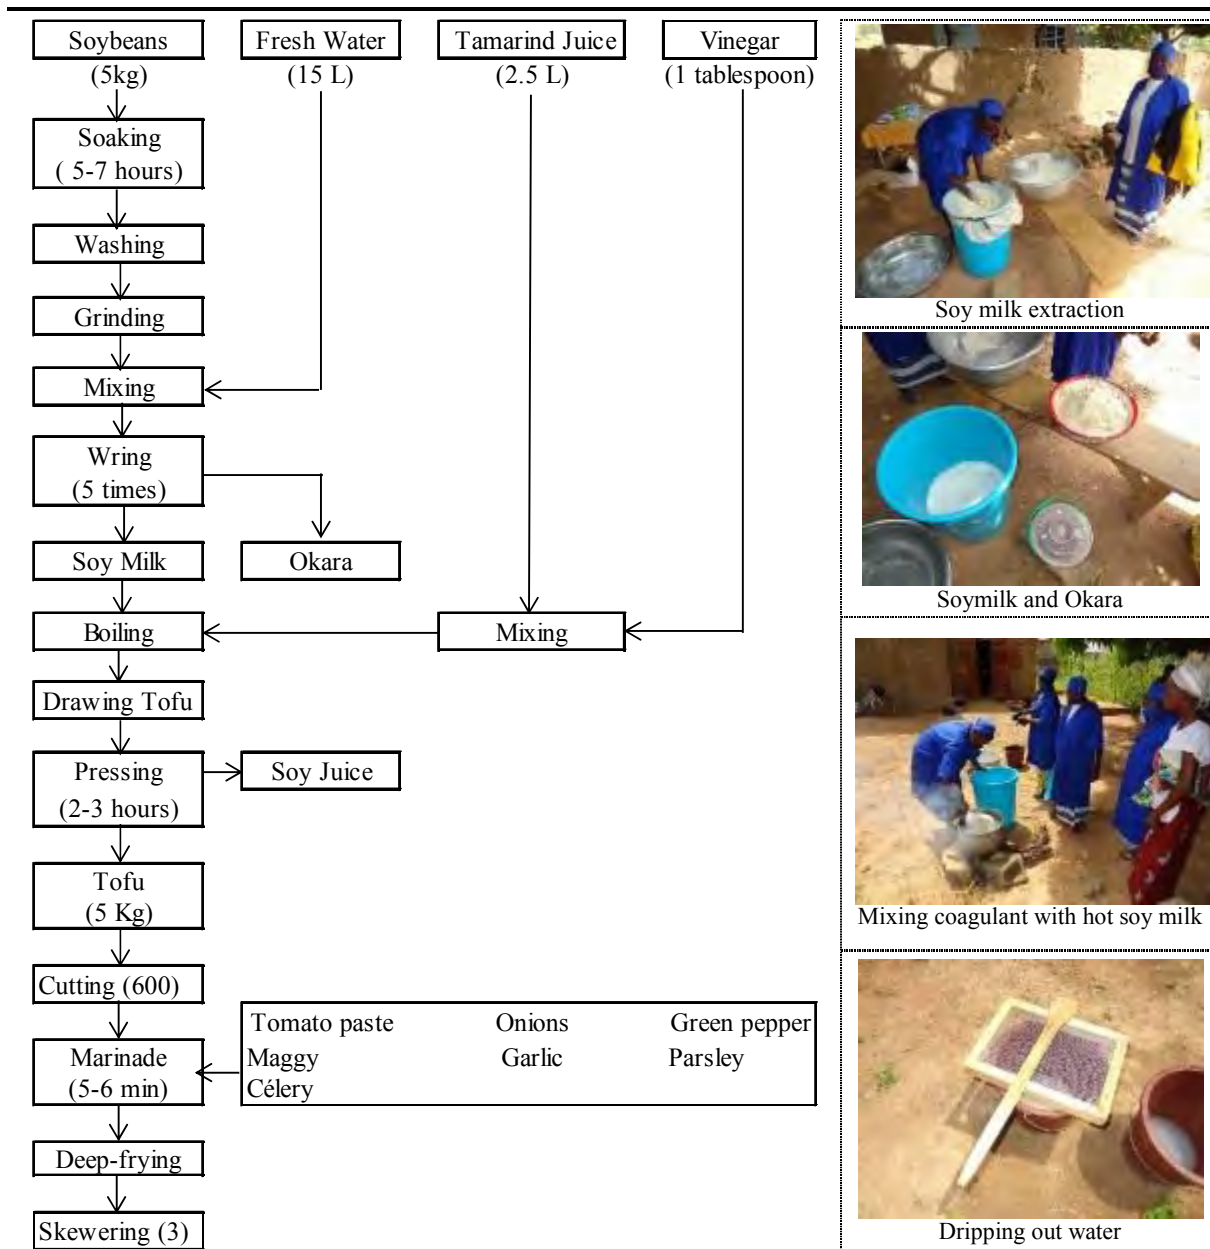 Soybeans
(5kg)
Fresh Water
(15 L)
Tamarind Juice
(2.5 L)
Vinegar
(1 tablespoon)
Soaking
( 5-7 hours)
Washing
Grinding
Mixing
Wring
(5 times)
Soy Milk
Okara
Boiling
Mixing
Drawing Tofu
Pressing
(2-3 hours)
Soy Juice
Tofu
(5 Kg)
Cutting (600)
Marinade
(5-6 min)
Tomato paste Onions Green pepper
Maggy Garlic Parsley
Célery
Deep-frying
Skewering (3)
Soy milk extraction
Soymilk and Okara
Mixing coagulant with hot soy milk
Dripping out water